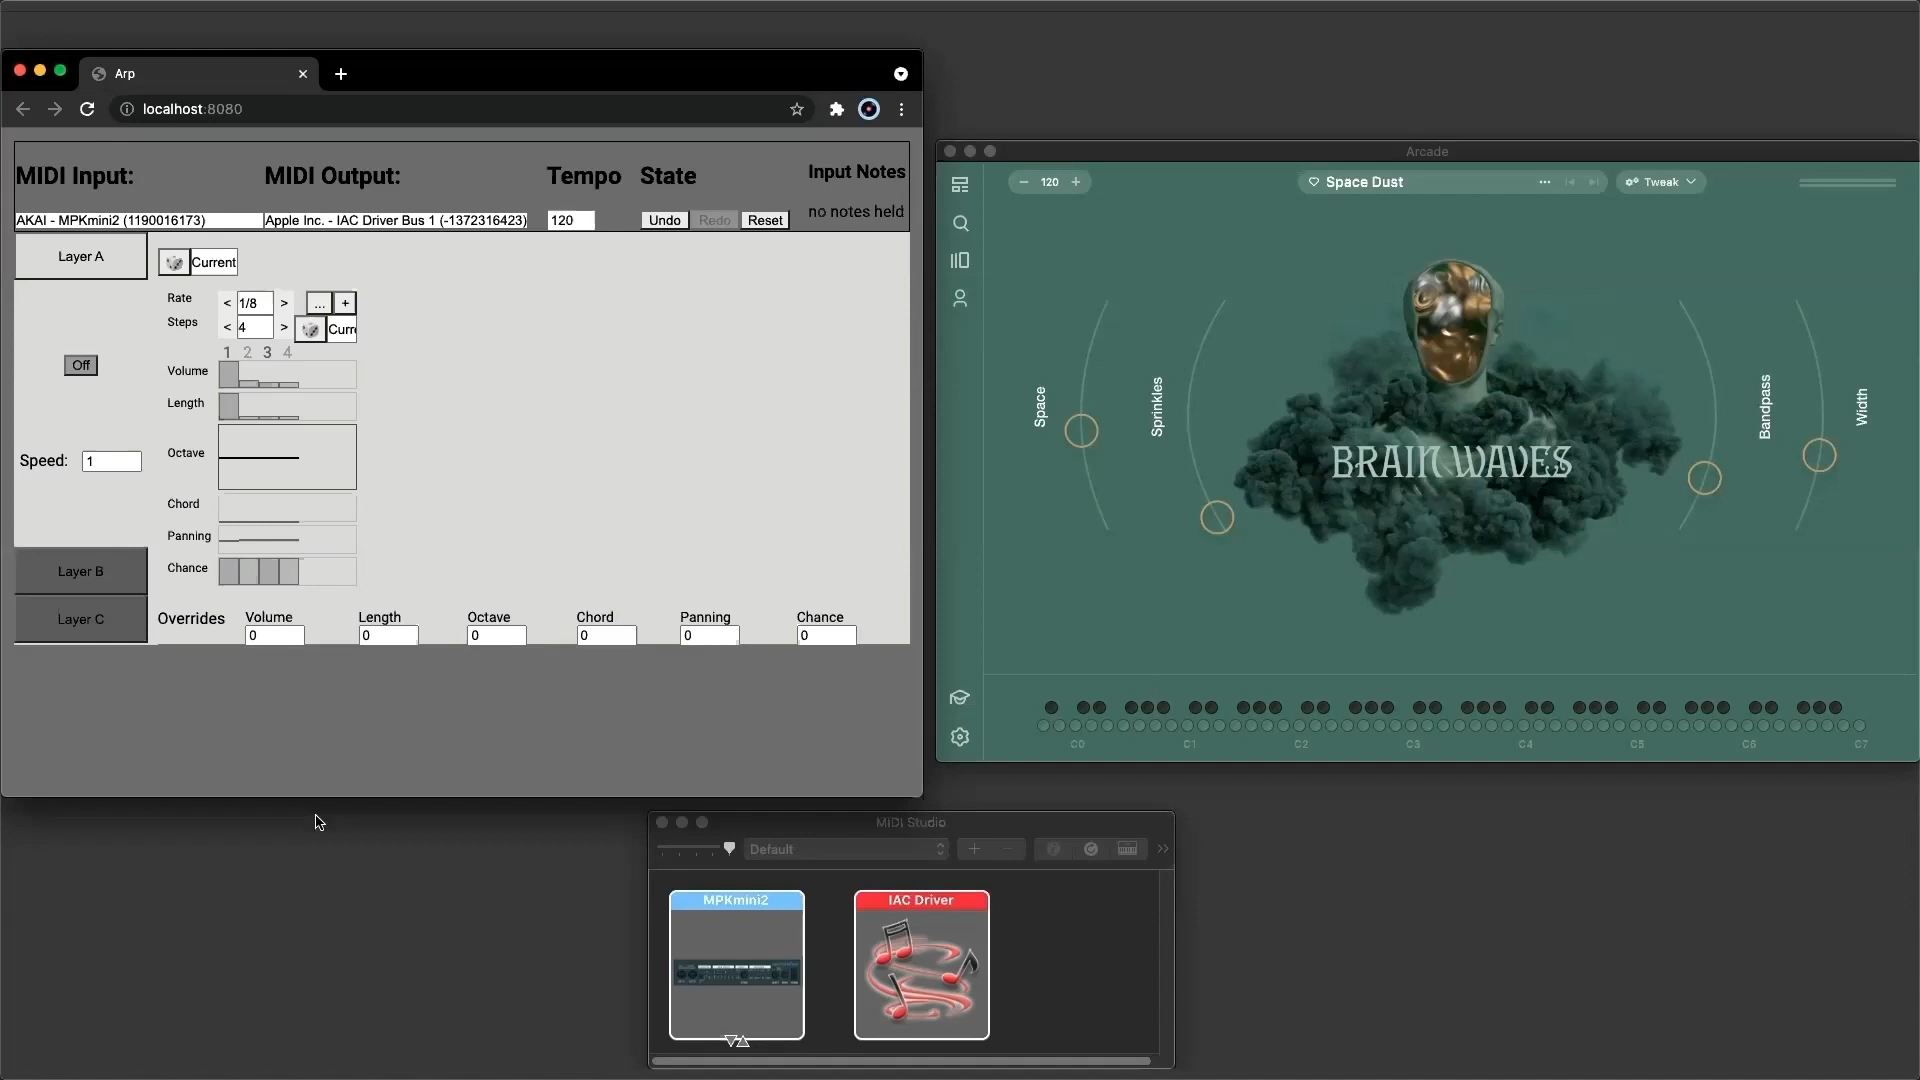 Arp
localhost:8080
MIDI Input:
MIDI Output:
Tempo
State
Input Notes
AKAI - MPKmini2 (1190016173)
Apple Inc. - IAC Driver Bus 1 (-1372316423)
120
Undo
Redo
Reset
no notes held
Layer A
Current
Rate
< 1/8 >
...
+
Steps
< 4 >
Curr
1 2 3 4
Off
Volume
Length
Octave
Speed: 1
Chord
Panning
Chance
Layer B
Layer C
Overrides
Volume
Length
Octave
Chord
Panning
Chance
0
0
0
0
0
0
Arcade
− 120 +
Space Dust
...
Tweak
Space
Sprinkles
BRAIN WAVES
Bandpass
Width
C0
C1
C2
C3
C4
C5
C6
C7
MIDI Studio
Default
MPKmini2
IAC Driver